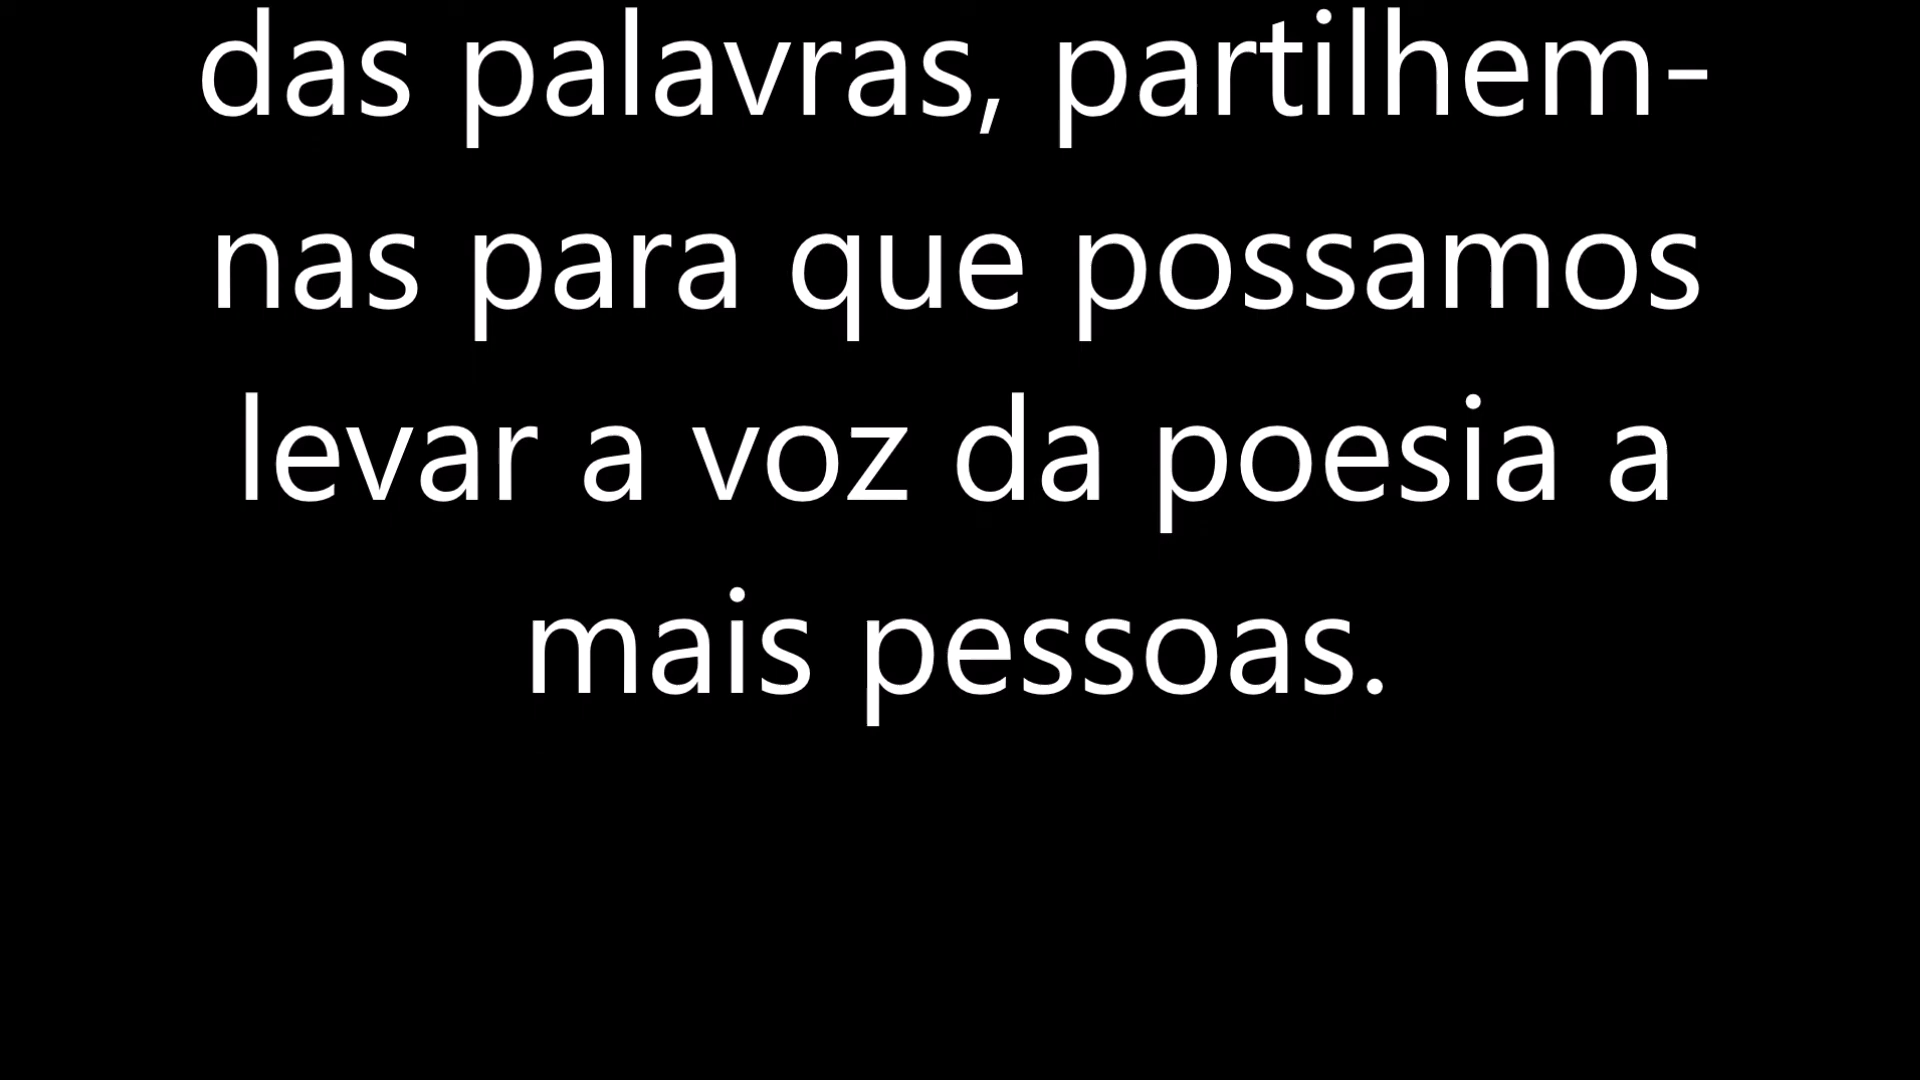 das palavras, partilhem-
nas para que possamos
levar a voz da poesia a
mais pessoas.